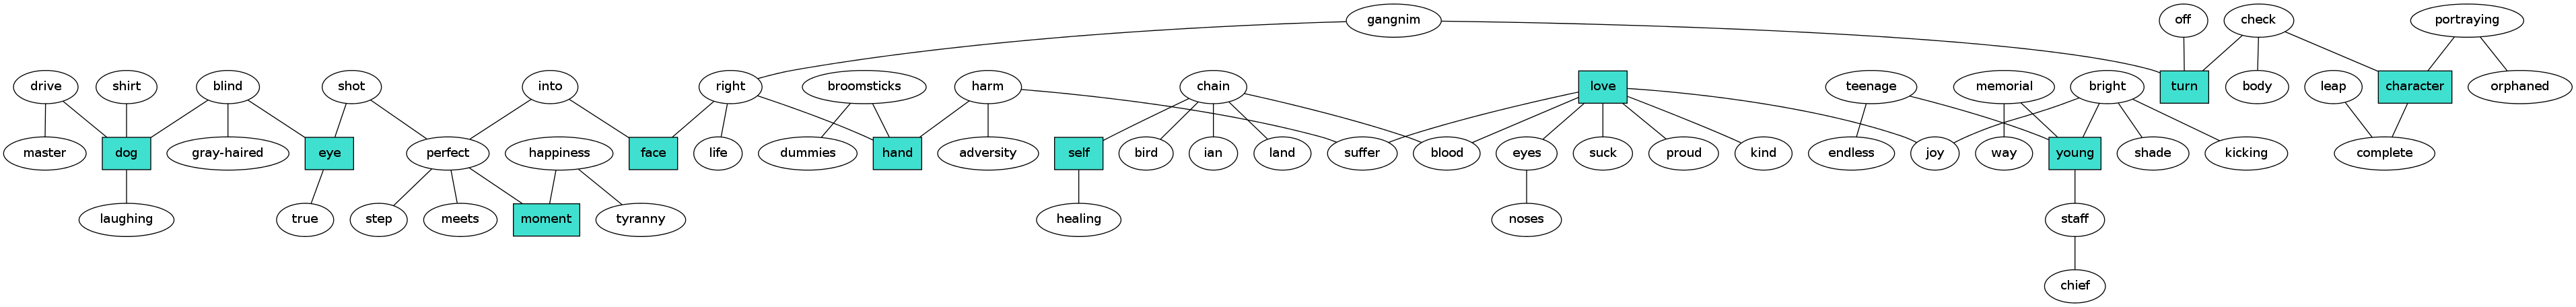 gangnim
off
check
portraying
drive
shirt
blind
shot
into
right
broomsticks
harm
chain
love
teenage
memorial
bright
turn
body
leap
character
orphaned
master
dog
gray-haired
eye
perfect
happiness
face
life
dummies
hand
adversity
self
bird
ian
land
suffer
blood
eyes
suck
proud
kind
endless
joy
way
young
shade
kicking
complete
laughing
true
step
meets
moment
tyranny
healing
noses
staff
chief